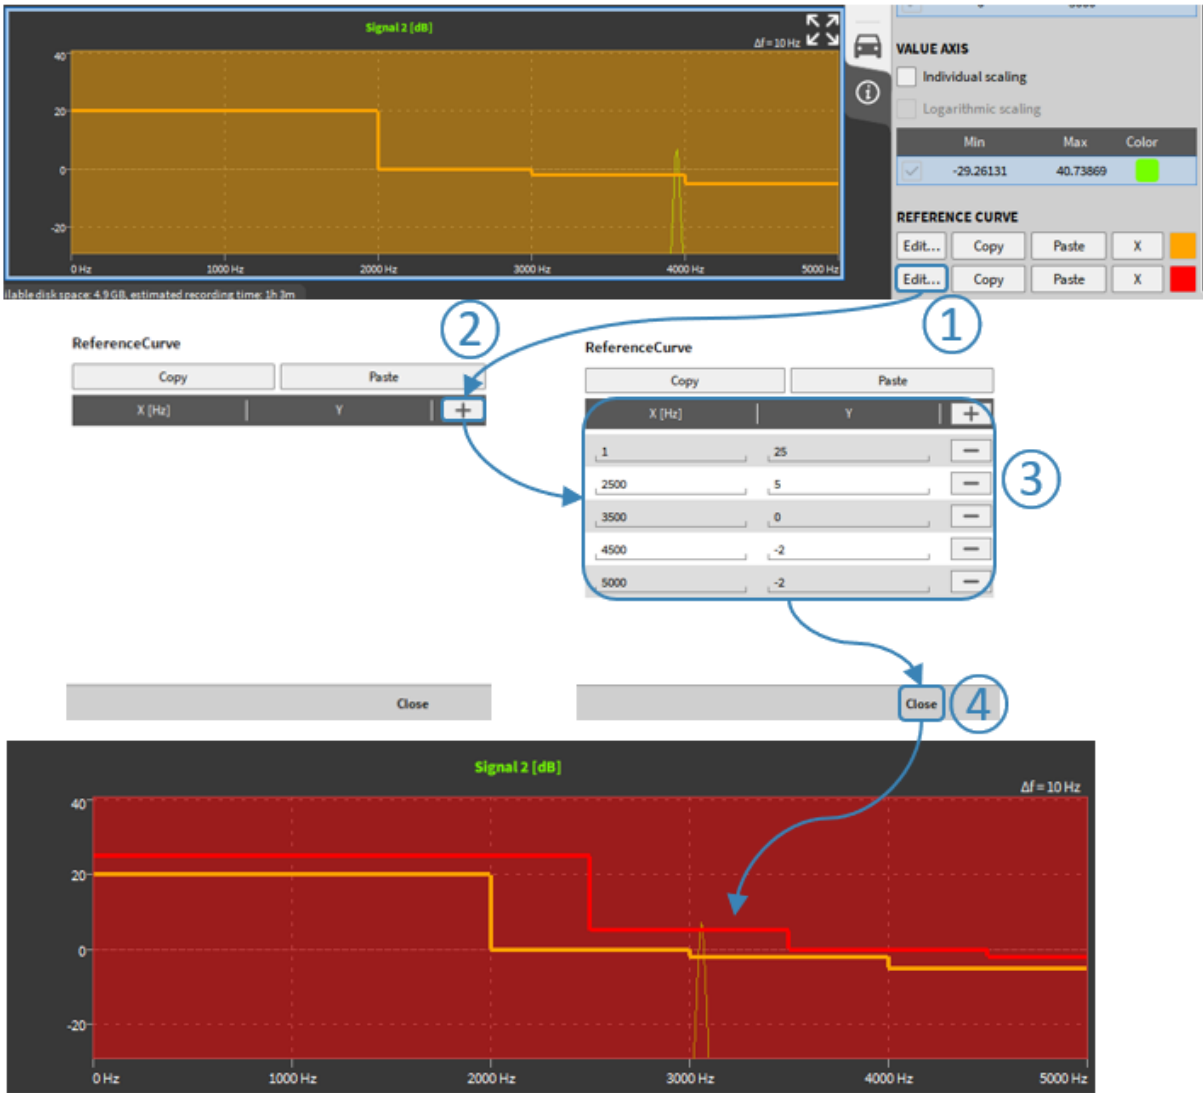 Signal 2 [dB]
Δf = 10 Hz
40
20
0
-20
0 Hz
1000 Hz
2000 Hz
3000 Hz
4000 Hz
5000 Hz
ilable disk space: 4.9 GB, estimated recording time: 1h 3m
VALUE AXIS
Individual scaling
Logarithmic scaling
Min Max Color
-29.26131 40.73869
REFERENCE CURVE
Edit... Copy Paste X
Edit... Copy Paste X
1
2
ReferenceCurve
Copy Paste
X [Hz] Y +
Close
ReferenceCurve
Copy Paste
X [Hz] Y +
1 25 −
2500 5 −
3500 0 −
4500 -2 −
5000 -2 −
3
Close
4
Signal 2 [dB]
Δf = 10 Hz
40
20
0
-20
0 Hz
1000 Hz
2000 Hz
3000 Hz
4000 Hz
5000 Hz